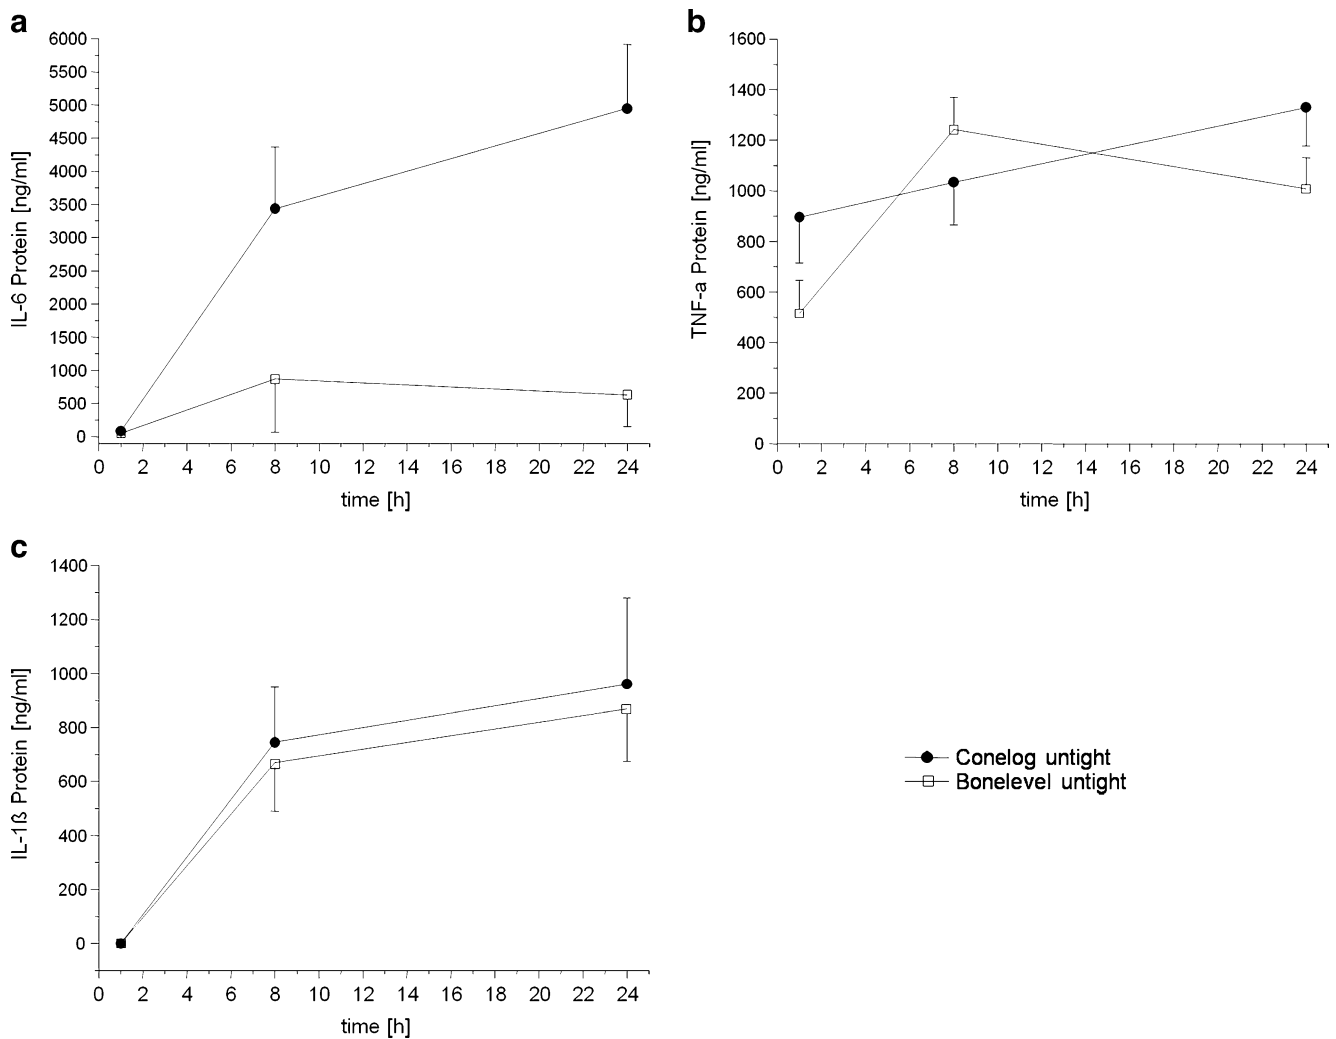 a
IL-6 Protein [ng/ml]
6000
5500
5000
4500
4000
3500
3000
2500
2000
1500
1000
500
0
0 2 4 6 8 10 12 14 16 18 20 22 24
time [h]
b
TNF-a Protein [ng/ml]
1600
1400
1200
1000
800
600
400
200
0
0 2 4 6 8 10 12 14 16 18 20 22 24
time [h]
c
IL-1ß Protein [ng/ml]
1400
1200
1000
800
600
400
200
0
0 2 4 6 8 10 12 14 16 18 20 22 24
time [h]
Conelog untight
Bonelevel untight